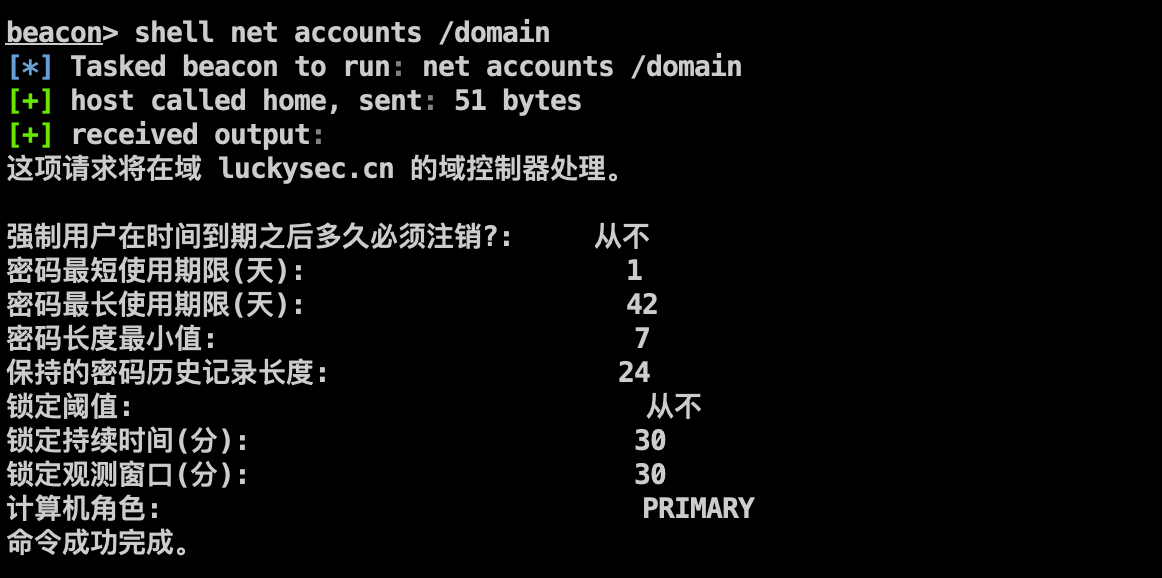 beacon> shell net accounts /domain
[*] Tasked beacon to run: net accounts /domain
[+] host called home, sent: 51 bytes
[+] received output:
这项请求将在域 luckysec.cn 的域控制器处理。
强制用户在时间到期之后多久必须注销?: 从不
密码最短使用期限(天): 1
密码最长使用期限(天): 42
密码长度最小值: 7
保持的密码历史记录长度: 24
锁定阈值: 从不
锁定持续时间(分): 30
锁定观测窗口(分): 30
计算机角色: PRIMARY
命令成功完成。